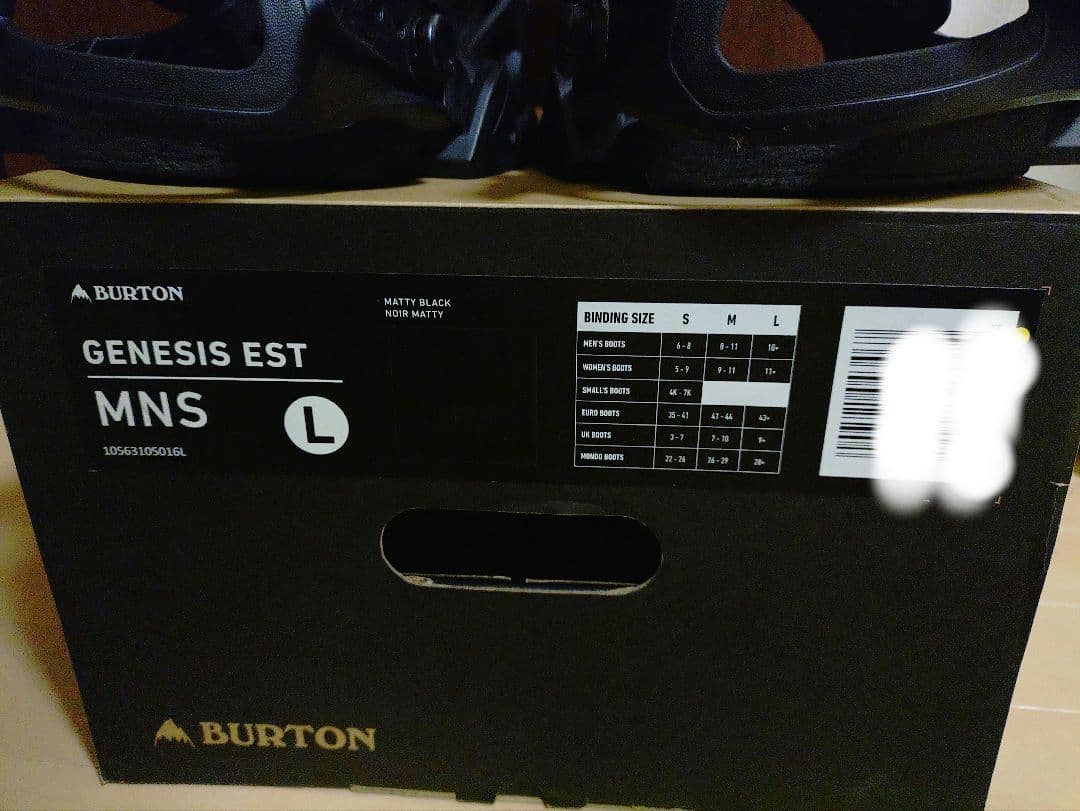 BURTON
GENESIS EST
MNS
L
10563105016L
MATTY BLACK
NOIR MATTY
BINDING SIZE S M L
MEN'S BOOTS 6 - 8 8 - 11 10+
WOMEN'S BOOTS 5 - 9 9 - 11 11+
SMALL'S BOOTS 4K - 7K
EURO BOOTS 35 - 41 41 - 44 43+
UK BOOTS 3 - 7 7 - 10 9+
MONDO BOOTS 22 - 26 26 - 29 28+
BURTON